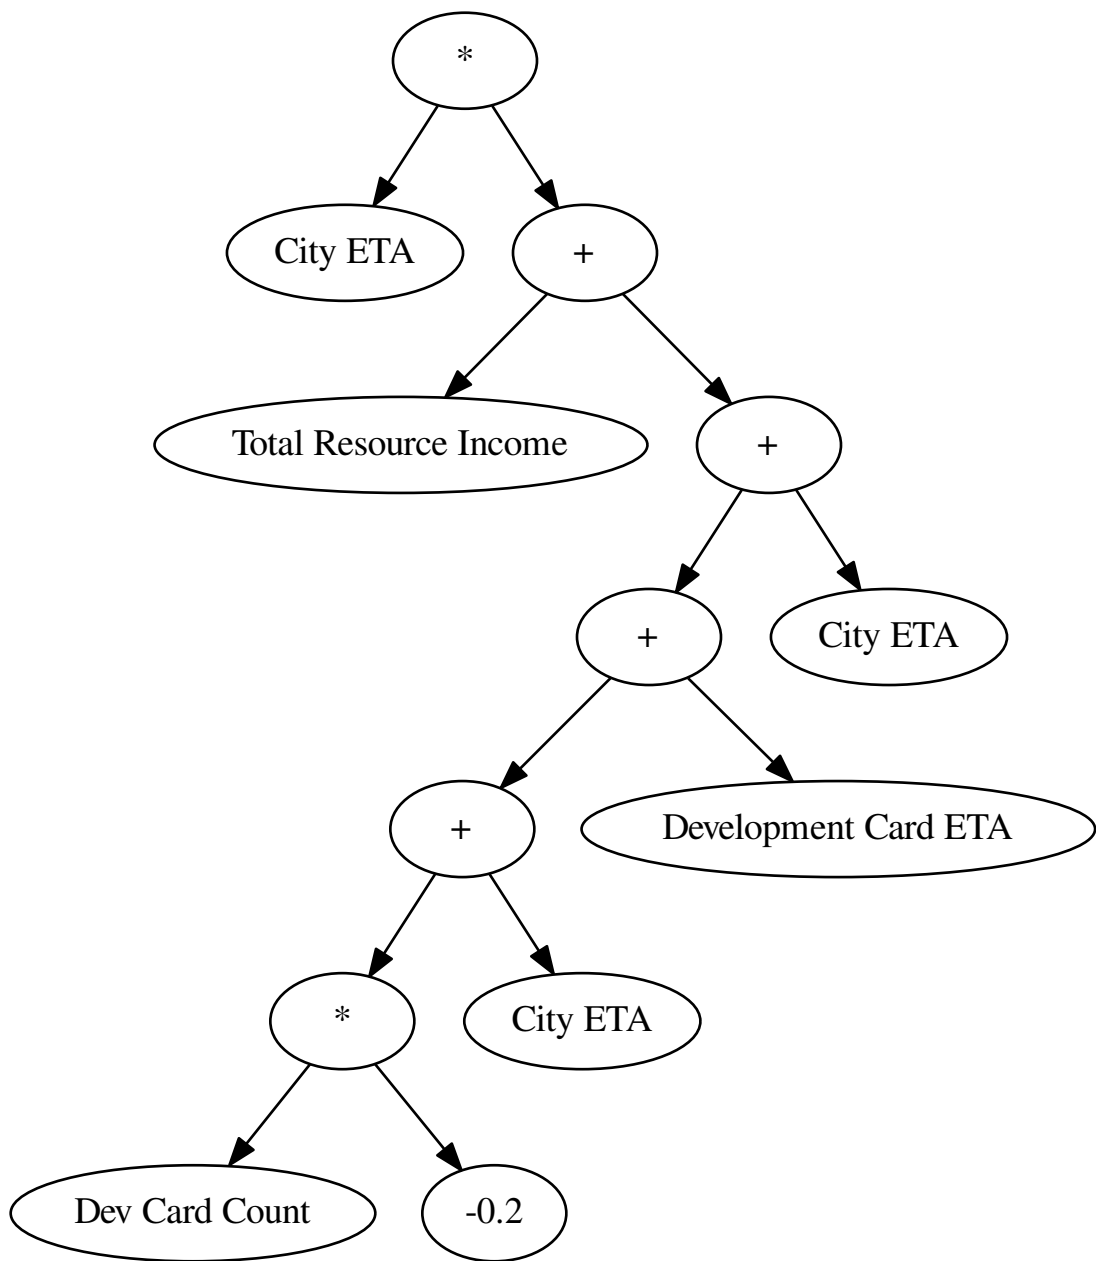 *
City ETA
+
Total Resource Income
+
+
City ETA
+
Development Card ETA
*
City ETA
Dev Card Count
-0.2